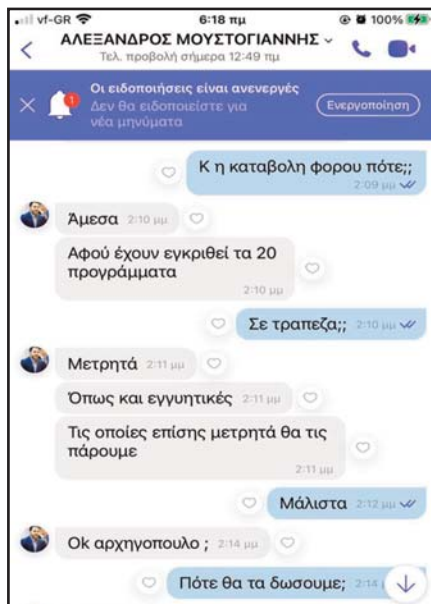 vf-GR 6:18 πμ 100%
ΑΛΕΞΑΝΔΡΟΣ ΜΟΥΣΤΟΓΙΑΝΝΗΣ
Τελ. προβολή σήμερα 12:49 πμ
Οι ειδοποιήσεις είναι ανενεργές
Δεν θα ειδοποιείστε για
νέα μηνύματα
Ενεργοποίηση
1
Κ η καταβολη φορου πότε;;
2:09 μμ
Άμεσα 2:10 μμ
Αφού έχουν εγκριθεί τα 20
προγράμματα
2:10 μμ
Σε τραπεζα;; 2:10 μμ
Μετρητά 2:11 μμ
Όπως και εγγυητικές 2:11 μμ
Τις οποίες επίσης μετρητά θα τις
πάρουμε
2:11 μμ
Μάλιστα 2:12 μμ
Ok αρχηγοπουλο ; 2:14 μμ
Πότε θα τα δωσουμε; 2:14